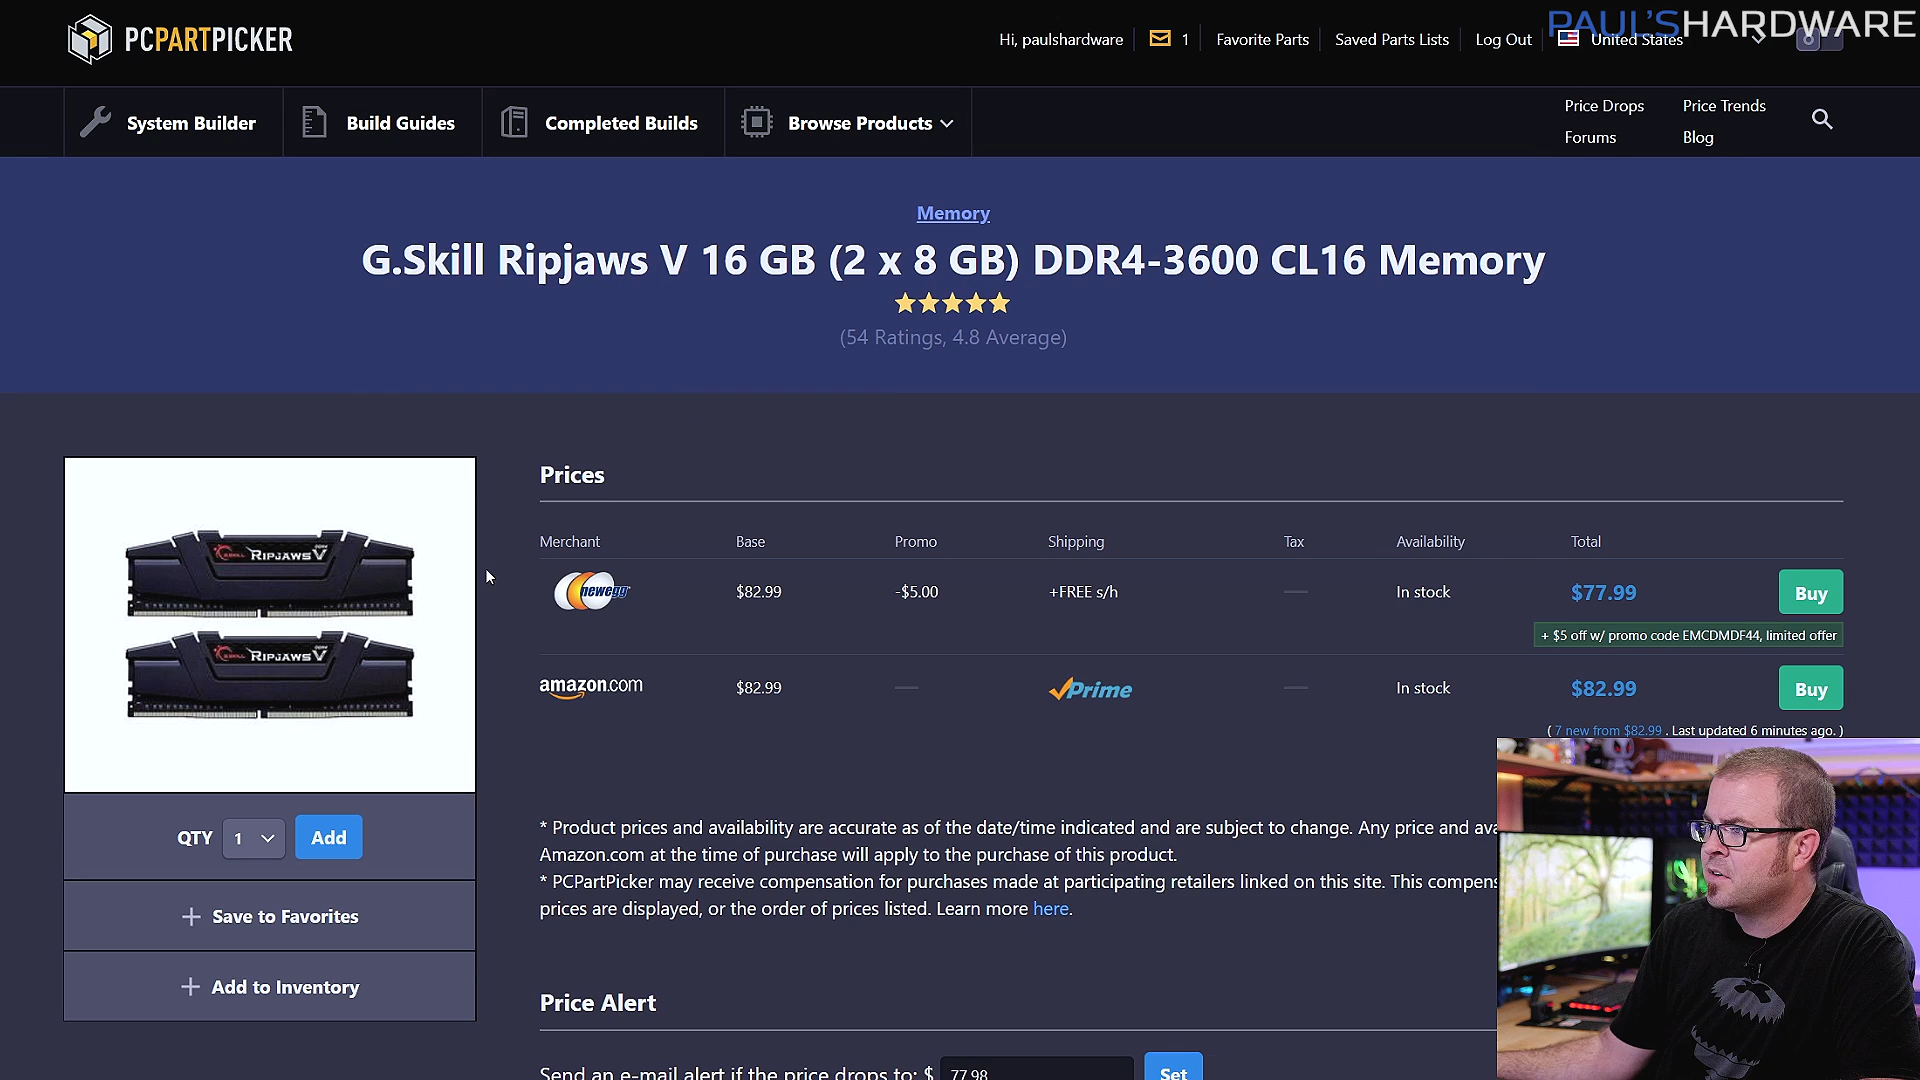 PCPARTPICKER
Hi, paulshardware
1
Favorite Parts
Saved Parts Lists
Log Out
United States
PAUL'SHARDWARE
System Builder
Build Guides
Completed Builds
Browse Products
Price Drops
Price Trends
Forums
Blog
Memory
G.Skill Ripjaws V 16 GB (2 x 8 GB) DDR4-3600 CL16 Memory
(54 Ratings, 4.8 Average)
G.SKILL RIPJAWS V
G.SKILL RIPJAWS V
QTY 1 Add
+ Save to Favorites
+ Add to Inventory
Prices
Merchant Base Promo Shipping Tax Availability Total
newegg $82.99 -$5.00 +FREE s/h — In stock $77.99 Buy
+ $5 off w/ promo code EMCDMDF44, limited offer
amazon.com $82.99 — Prime — In stock $82.99 Buy
( 7 new from $82.99 . Last updated 6 minutes ago. )
* Product prices and availability are accurate as of the date/time indicated and are subject to change. Any price and ava
Amazon.com at the time of purchase will apply to the purchase of this product.
* PCPartPicker may receive compensation for purchases made at participating retailers linked on this site. This compens
prices are displayed, or the order of prices listed. Learn more here.
Price Alert
Send an e-mail alert if the price drops to: $ 77.98 Set